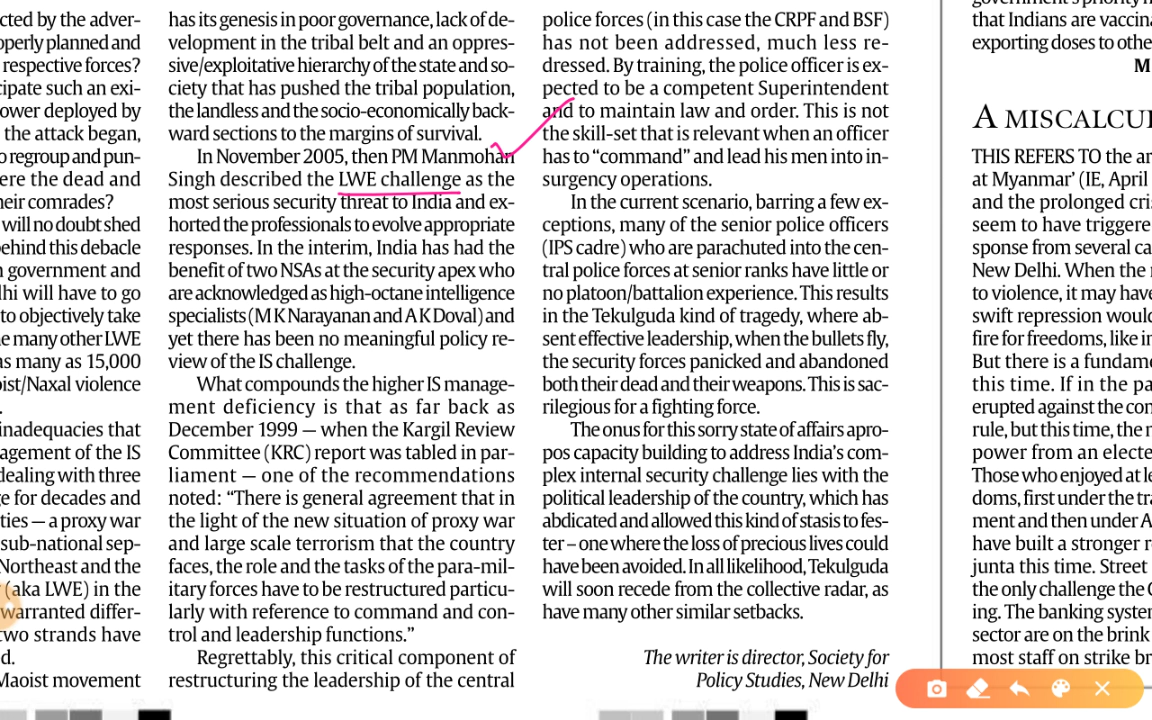 cted by the adver-
operly planned and
respective forces?
cipate such an exi-
ower deployed by
the attack began,
o regroup and pun-
ere the dead and
heir comrades?
will no doubt shed
behind this debacle
n government and
lhi will have to go
to objectively take
he many other LWE
as many as 15,000
oist/Naxal violence
.
inadequacies that
agement of the IS
dealing with three
ge for decades and
ties — a proxy war
sub-national sep-
Northeast and the
(aka LWE) in the
warranted differ-
two strands have
d.
Maoist movement
has its genesis in poor governance, lack of de-
velopment in the tribal belt and an oppres-
sive/exploitative hierarchy of the state and so-
ciety that has pushed the tribal population,
the landless and the socio-economically back-
ward sections to the margins of survival.
In November 2005, then PM Manmohan
Singh described the LWE challenge as the
most serious security threat to India and ex-
horted the professionals to evolve appropriate
responses. In the interim, India has had the
benefit of two NSAs at the security apex who
are acknowledged as high-octane intelligence
specialists (M K Narayanan and A K Doval) and
yet there has been no meaningful policy re-
view of the IS challenge.
What compounds the higher IS manage-
ment deficiency is that as far back as
December 1999 — when the Kargil Review
Committee (KRC) report was tabled in par-
liament — one of the recommendations
noted: “There is general agreement that in
the light of the new situation of proxy war
and large scale terrorism that the country
faces, the role and the tasks of the para-mil-
itary forces have to be restructured particu-
larly with reference to command and con-
trol and leadership functions.”
Regrettably, this critical component of
restructuring the leadership of the central
police forces (in this case the CRPF and BSF)
has not been addressed, much less re-
dressed. By training, the police officer is ex-
pected to be a competent Superintendent
and to maintain law and order. This is not
the skill-set that is relevant when an officer
has to “command” and lead his men into in-
surgency operations.
In the current scenario, barring a few ex-
ceptions, many of the senior police officers
(IPS cadre) who are parachuted into the cen-
tral police forces at senior ranks have little or
no platoon/battalion experience. This results
in the Tekulguda kind of tragedy, where ab-
sent effective leadership, when the bullets fly,
the security forces panicked and abandoned
both their dead and their weapons. This is sac-
rilegious for a fighting force.
The onus for this sorry state of affairs apro-
pos capacity building to address India’s com-
plex internal security challenge lies with the
political leadership of the country, which has
abdicated and allowed this kind of stasis to fes-
ter – one where the loss of precious lives could
have been avoided. In all likelihood, Tekulguda
will soon recede from the collective radar, as
have many other similar setbacks.
The writer is director, Society for
Policy Studies, New Delhi
that Indians are vaccina
exporting doses to othe
M
A MISCALCU
THIS REFERS TO the ar
at Myanmar’ (IE, April
and the prolonged cris
seem to have triggere
sponse from several ca
New Delhi. When the
to violence, it may have
swift repression would
fire for freedoms, like in
But there is a fundame
this time. If in the pa
erupted against the con
rule, but this time, the
power from an electe
Those who enjoyed at le
doms, first under the tra
ment and then under A
have built a stronger r
junta this time. Street
the only challenge the
ing. The banking system
sector are on the brink
most staff on strike br